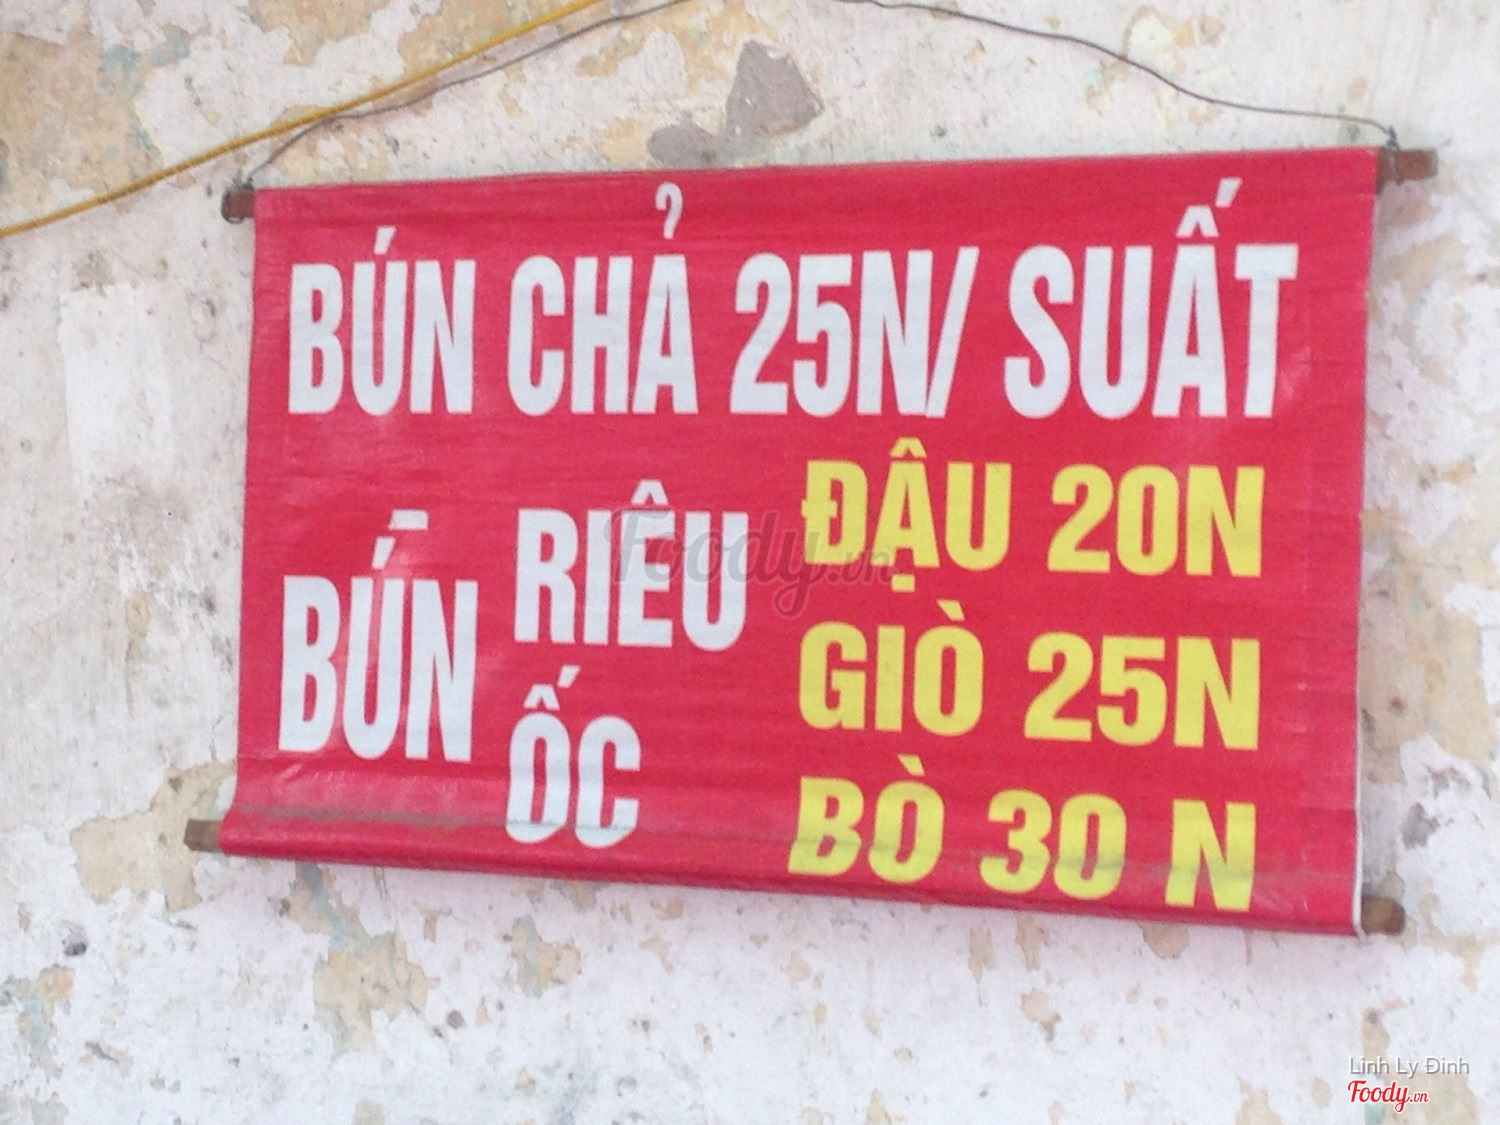 BÚN CHẢ 25N/ SUẤT
BÚN
RIÊU
ỐC
ĐẬU 20N
GIÒ 25N
BÒ 30 N
Foody.vn
Linh Ly Đinh
Foody.vn